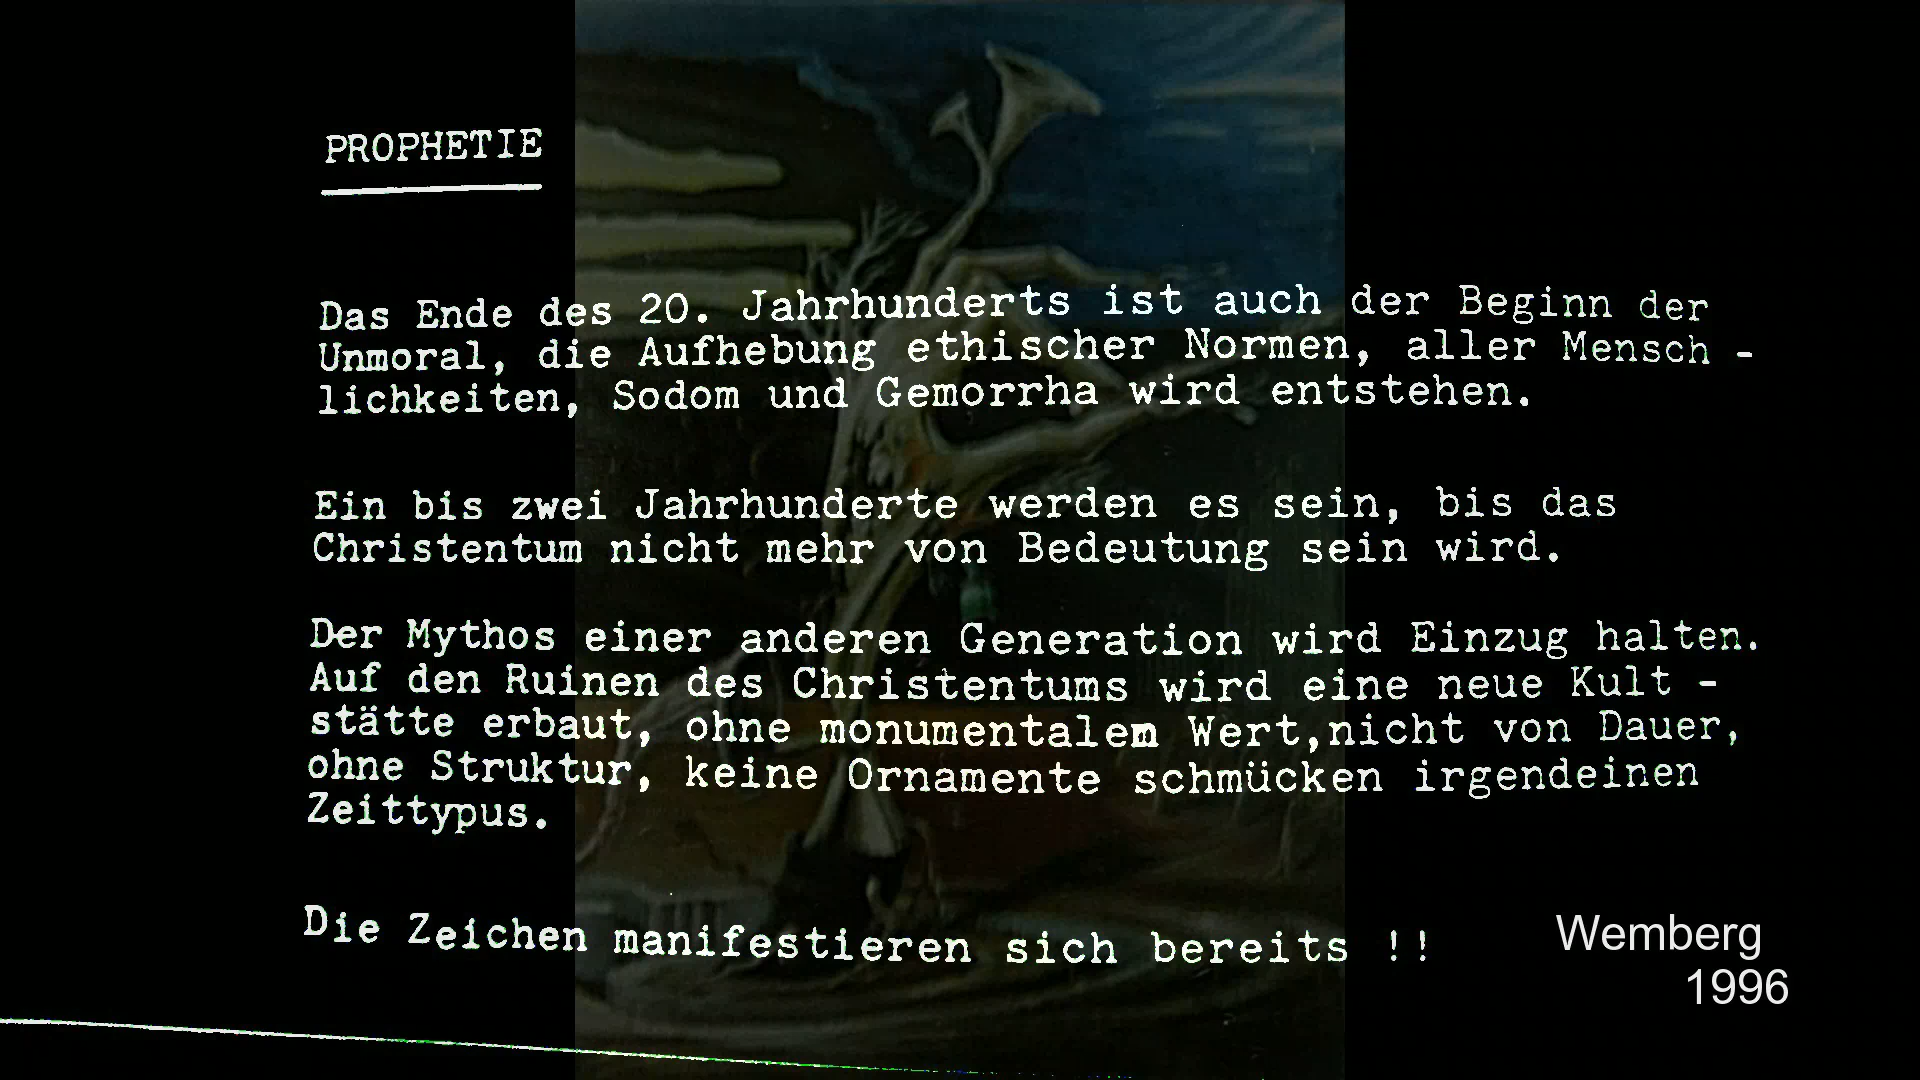 PROPHETIE
Das Ende des 20. Jahrhunderts ist auch der Beginn der
Unmoral, die Aufhebung ethischer Normen, aller Mensch -
lichkeiten, Sodom und Gemorrha wird entstehen.
Ein bis zwei Jahrhunderte werden es sein, bis das
Christentum nicht mehr von Bedeutung sein wird.
Der Mythos einer anderen Generation wird Einzug halten.
Auf den Ruinen des Christentums wird eine neue Kult -
stätte erbaut, ohne monumentalem Wert,nicht von Dauer,
ohne Struktur, keine Ornamente schmücken irgendeinen
Zeittypus.
Die Zeichen manifestieren sich bereits !!
Wemberg
1996